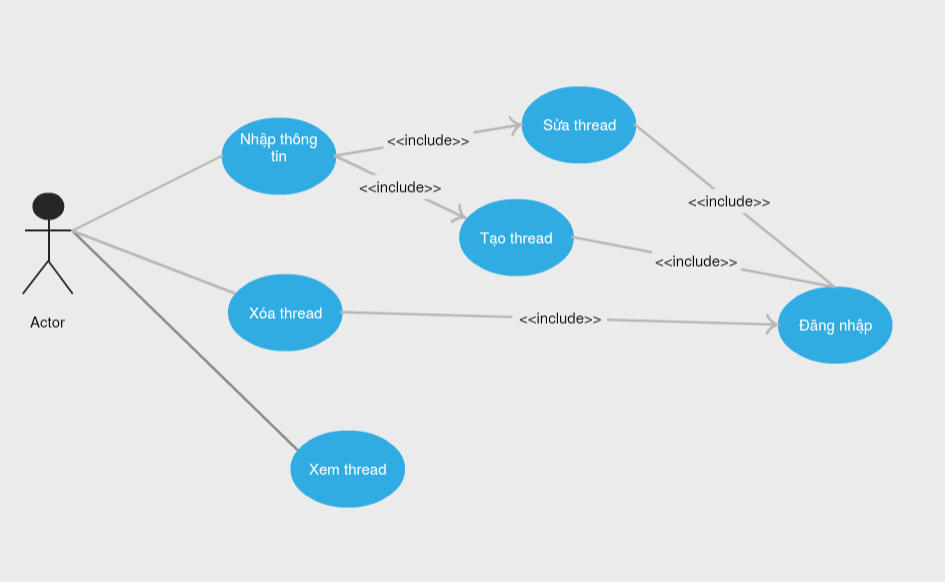 Nhập thông
tin
<<include>>
Sửa thread
<<include>>
<<include>>
Tạo thread
<<include>>
Xóa thread
<<include>>
Đăng nhập
Actor
Xem thread